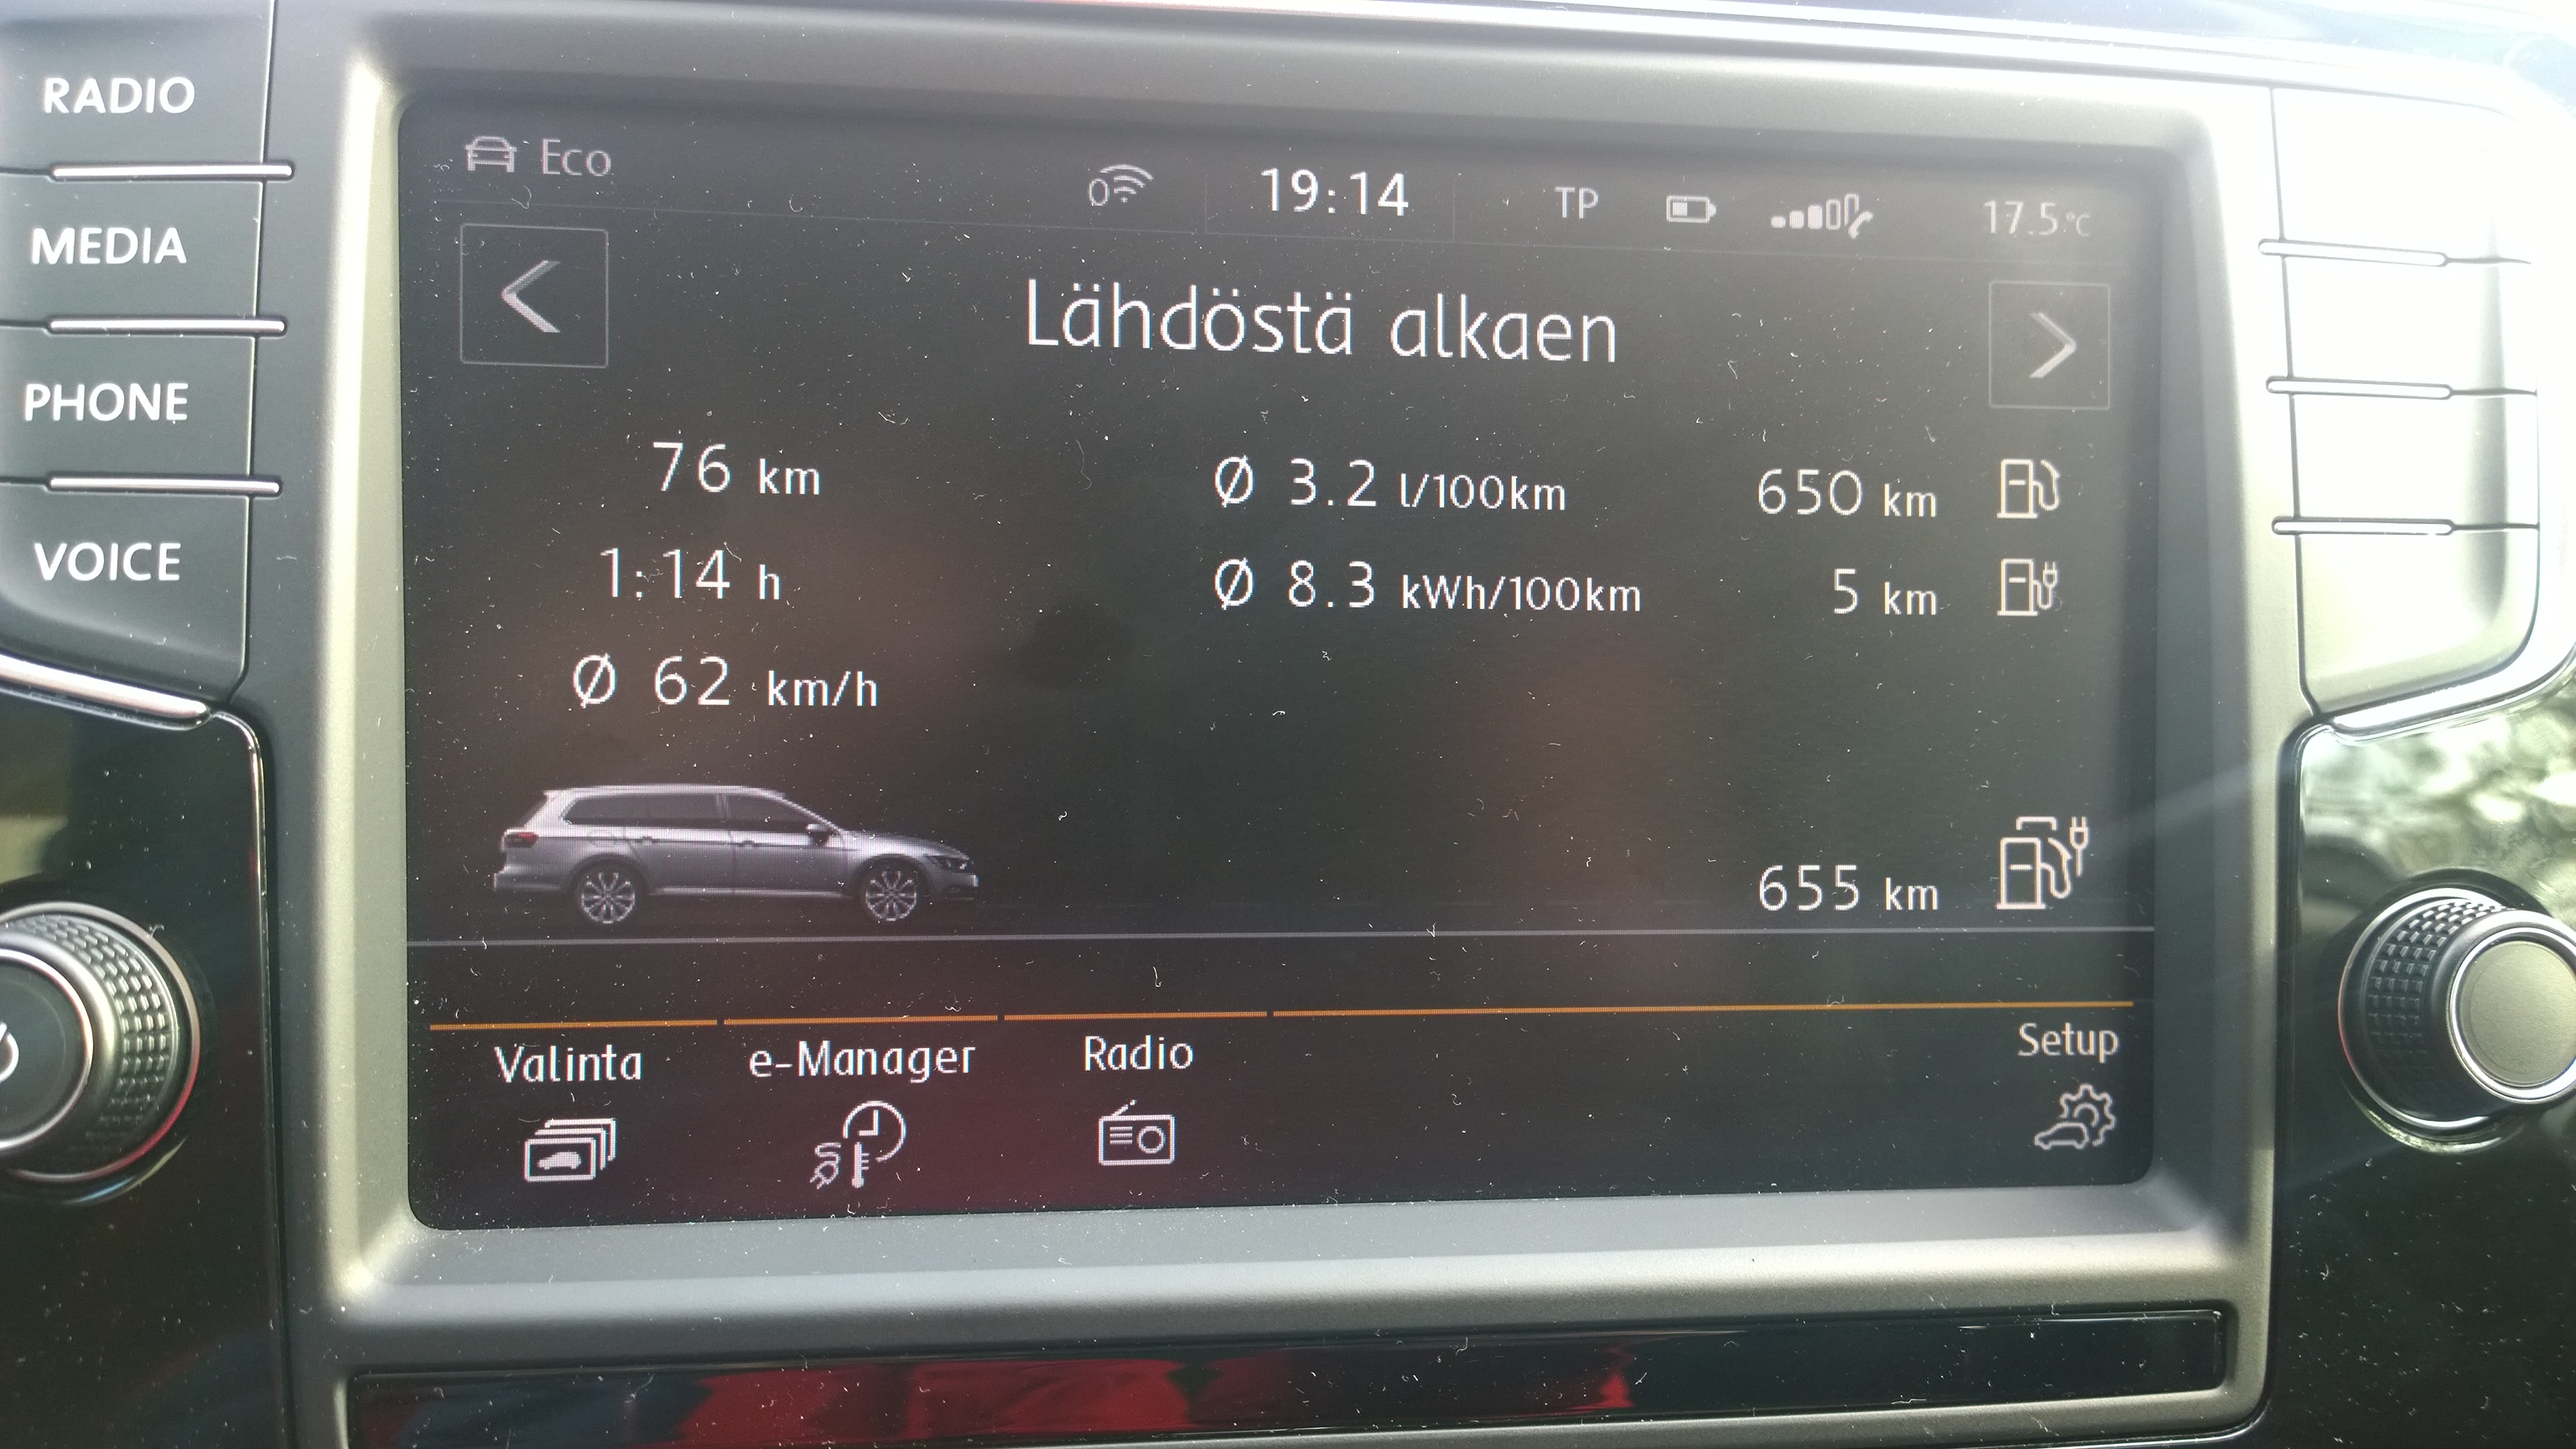 RADIO
MEDIA
PHONE
VOICE
Eco
0
19:14
TP
17.5°C
Lähdöstä alkaen
76 km
1:14 h
Ø 62 km/h
Ø 3.2 l/100km
650 km
Ø 8.3 kWh/100km
5 km
655 km
Valinta
e-Manager
Radio
Setup